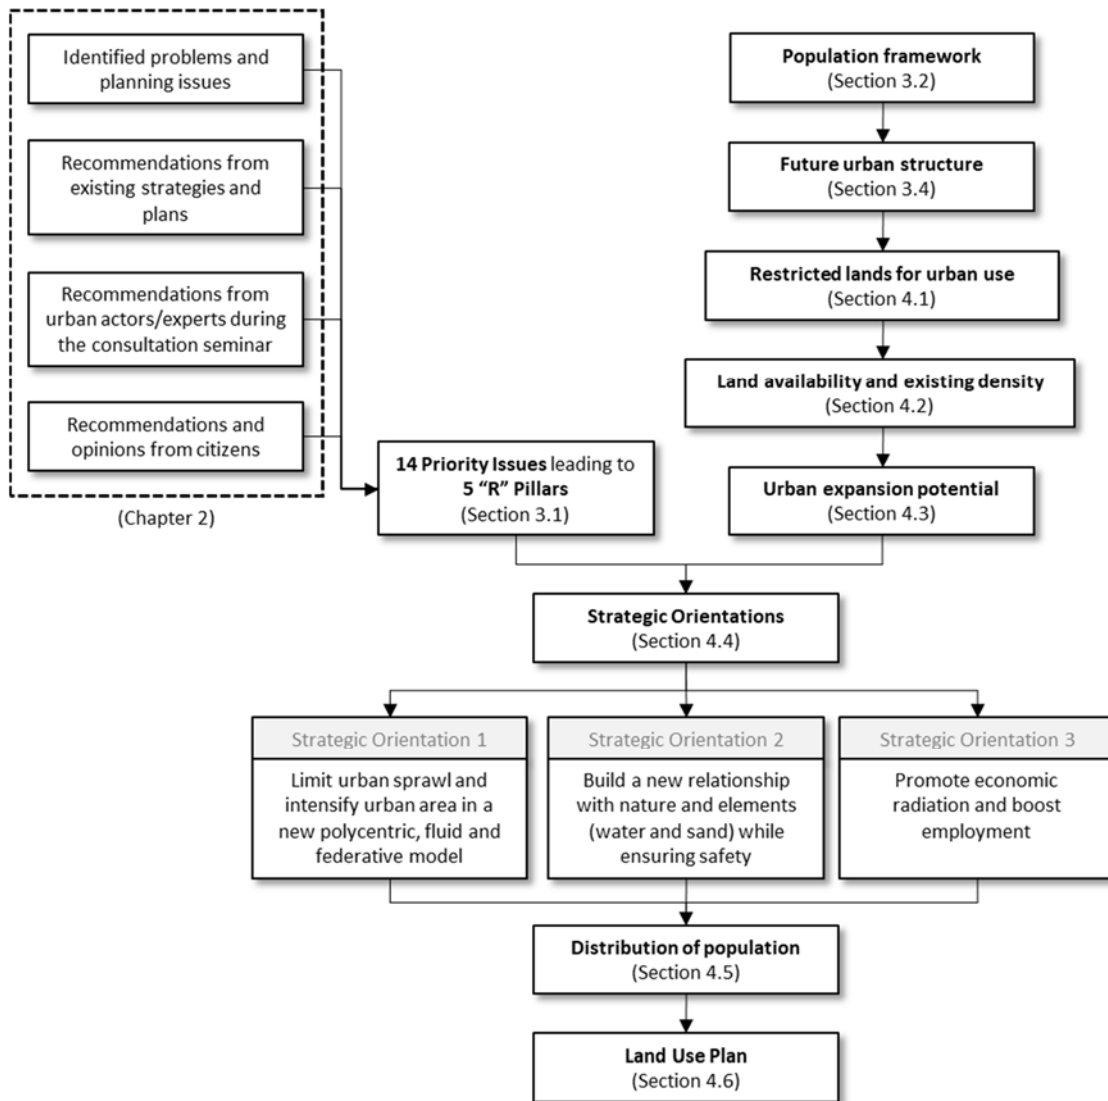 Identified problems and
planning issues
Recommendations from
existing strategies and
plans
Recommendations from
urban actors/experts during
the consultation seminar
Recommendations and
opinions from citizens
(Chapter 2)
Population framework
(Section 3.2)
Future urban structure
(Section 3.4)
Restricted lands for urban use
(Section 4.1)
Land availability and existing density
(Section 4.2)
Urban expansion potential
(Section 4.3)
14 Priority Issues leading to
5 “R” Pillars
(Section 3.1)
Strategic Orientations
(Section 4.4)
Strategic Orientation 1
Limit urban sprawl and
intensify urban area in a
new polycentric, fluid and
federative model
Strategic Orientation 2
Build a new relationship
with nature and elements
(water and sand) while
ensuring safety
Strategic Orientation 3
Promote economic
radiation and boost
employment
Distribution of population
(Section 4.5)
Land Use Plan
(Section 4.6)